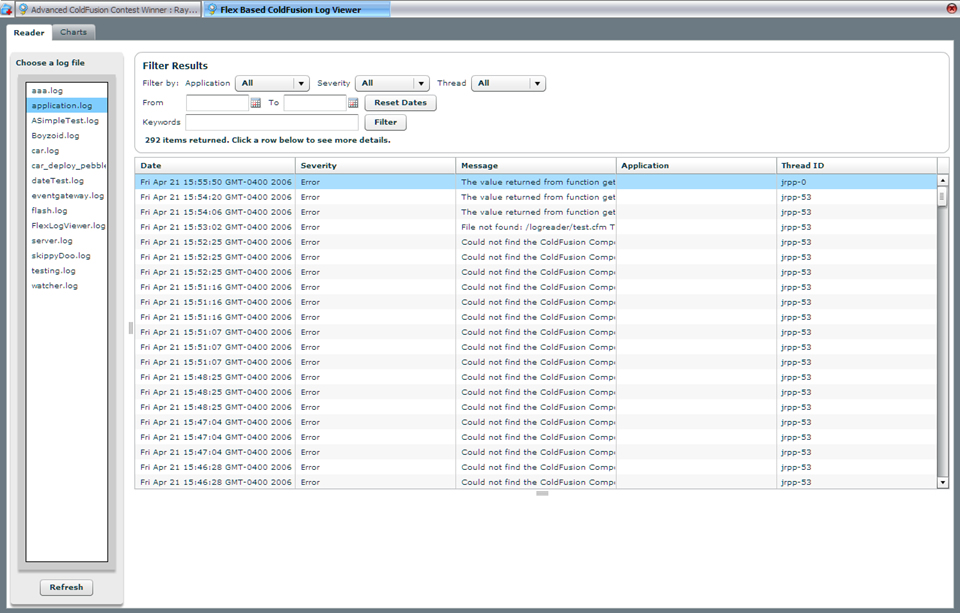 Advanced ColdFusion Contest Winner : Ray... Flex Based ColdFusion Log Viewer
Reader Charts
Choose a log file
aaa.log
application.log
ASimpleTest.log
Boyzoid.log
car.log
car_deploy_pebble
dateTest.log
eventgateway.log
flash.log
FlexLogViewer.log
server.log
skippyDoo.log
testing.log
watcher.log
Refresh
Filter Results
Filter by: Application All Severity All Thread All
From To Reset Dates
Keywords Filter
292 items returned. Click a row below to see more details.
Date Severity Message Application Thread ID
Fri Apr 21 15:55:50 GMT-0400 2006 Error The value returned from function get jrpp-0
Fri Apr 21 15:54:20 GMT-0400 2006 Error The value returned from function get jrpp-53
Fri Apr 21 15:54:06 GMT-0400 2006 Error The value returned from function get jrpp-53
Fri Apr 21 15:53:02 GMT-0400 2006 Error File not found: /logreader/test.cfm T jrpp-53
Fri Apr 21 15:52:25 GMT-0400 2006 Error Could not find the ColdFusion Comp jrpp-53
Fri Apr 21 15:52:25 GMT-0400 2006 Error Could not find the ColdFusion Comp jrpp-53
Fri Apr 21 15:52:25 GMT-0400 2006 Error Could not find the ColdFusion Comp jrpp-53
Fri Apr 21 15:51:16 GMT-0400 2006 Error Could not find the ColdFusion Comp jrpp-53
Fri Apr 21 15:51:16 GMT-0400 2006 Error Could not find the ColdFusion Comp jrpp-53
Fri Apr 21 15:51:16 GMT-0400 2006 Error Could not find the ColdFusion Comp jrpp-53
Fri Apr 21 15:51:07 GMT-0400 2006 Error Could not find the ColdFusion Comp jrpp-53
Fri Apr 21 15:51:07 GMT-0400 2006 Error Could not find the ColdFusion Comp jrpp-53
Fri Apr 21 15:51:07 GMT-0400 2006 Error Could not find the ColdFusion Comp jrpp-53
Fri Apr 21 15:48:25 GMT-0400 2006 Error Could not find the ColdFusion Comp jrpp-53
Fri Apr 21 15:48:25 GMT-0400 2006 Error Could not find the ColdFusion Comp jrpp-53
Fri Apr 21 15:48:25 GMT-0400 2006 Error Could not find the ColdFusion Comp jrpp-53
Fri Apr 21 15:47:04 GMT-0400 2006 Error Could not find the ColdFusion Comp jrpp-53
Fri Apr 21 15:47:04 GMT-0400 2006 Error Could not find the ColdFusion Comp jrpp-53
Fri Apr 21 15:47:04 GMT-0400 2006 Error Could not find the ColdFusion Comp jrpp-53
Fri Apr 21 15:46:28 GMT-0400 2006 Error Could not find the ColdFusion Comp jrpp-53
Fri Apr 21 15:46:28 GMT-0400 2006 Error Could not find the ColdFusion Comp jrpp-53